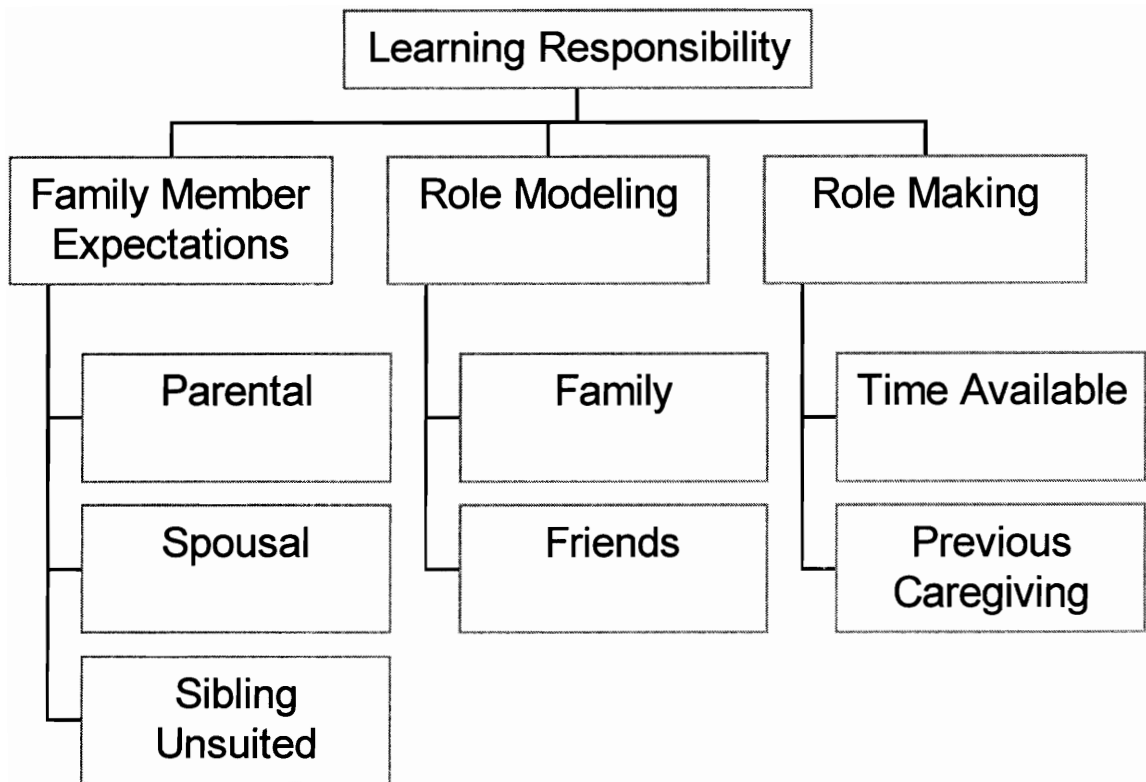 Learning Responsibility
Family Member
Expectations
Role Modeling
Role Making
Parental
Family
Time Available
Spousal
Friends
Previous
Caregiving
Sibling
Unsuited